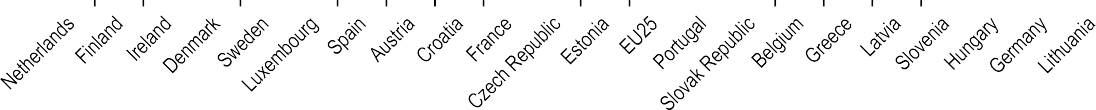 Netherlands
Finland
Ireland
Denmark
Sweden
Luxembourg
Spain
Austria
Croatia
France
Czech Republic
Estonia
EU25
Portugal
Slovak Republic
Belgium
Greece
Latvia
Slovenia
Hungary
Germany
Lithuania